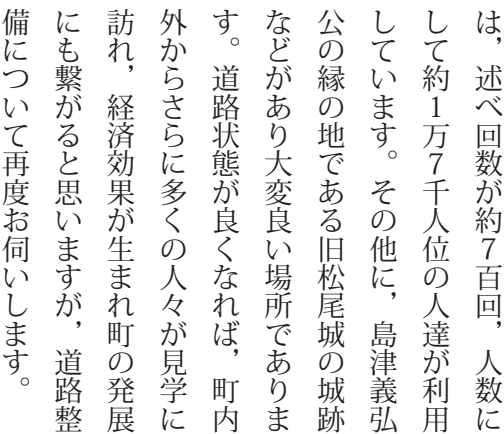 は，述べ回数が約７百回，人数に
して約１万７千人位の人達が利用
しています。その他に，島津義弘
公の縁の地である旧松尾城の城跡
などがあり大変良い場所でありま
す。道路状態が良くなれば，町内
外からさらに多くの人々が見学に
訪れ，経済効果が生まれ町の発展
にも繋がると思いますが，道路整
備について再度お伺いします。